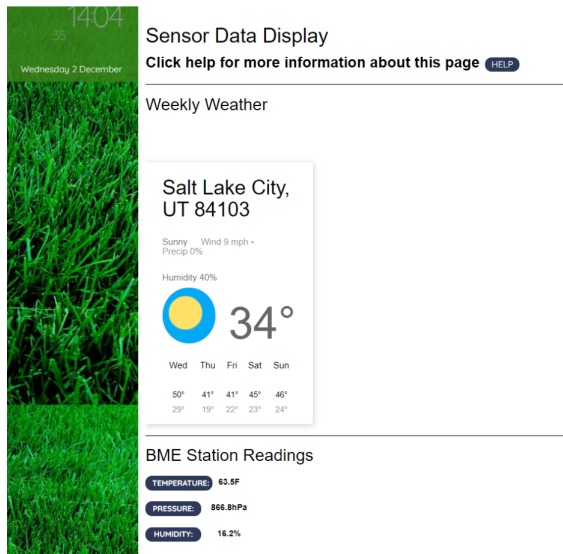 1404
:35
Wednesday 2 December
Sensor Data Display
Click help for more information about this page HELP
Weekly Weather
Salt Lake City,
UT 84103
Sunny Wind 9 mph •
Precip 0%
Humidity 40%
34°
Wed Thu Fri Sat Sun
50° 41° 41° 45° 46°
29° 19° 22° 23° 24°
BME Station Readings
TEMPERATURE: 63.5F
PRESSURE: 866.8hPa
HUMIDITY: 16.2%